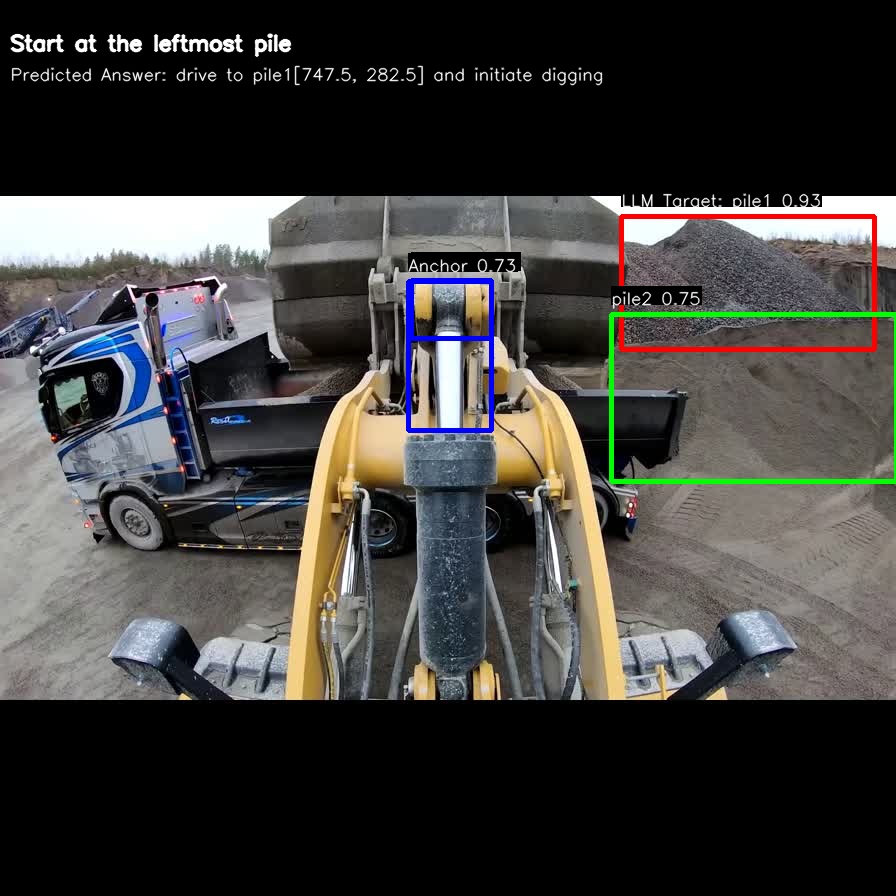 Start at the leftmost pile
Predicted Answer: drive to pile1[747.5, 282.5] and initiate digging
LLM Target: pile1 0.93
Anchor 0.73
pile2 0.75